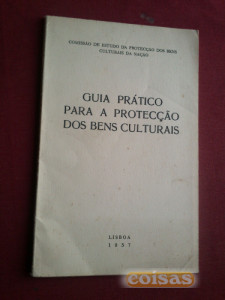 COMISSÃO DE ESTUDO DA PROTECÇÃO DOS BENS
CULTURAIS DA NAÇÃO
GUIA PRÁTICO
PARA A PROTECÇÃO
DOS BENS CULTURAIS
LISBOA
1957
coisas